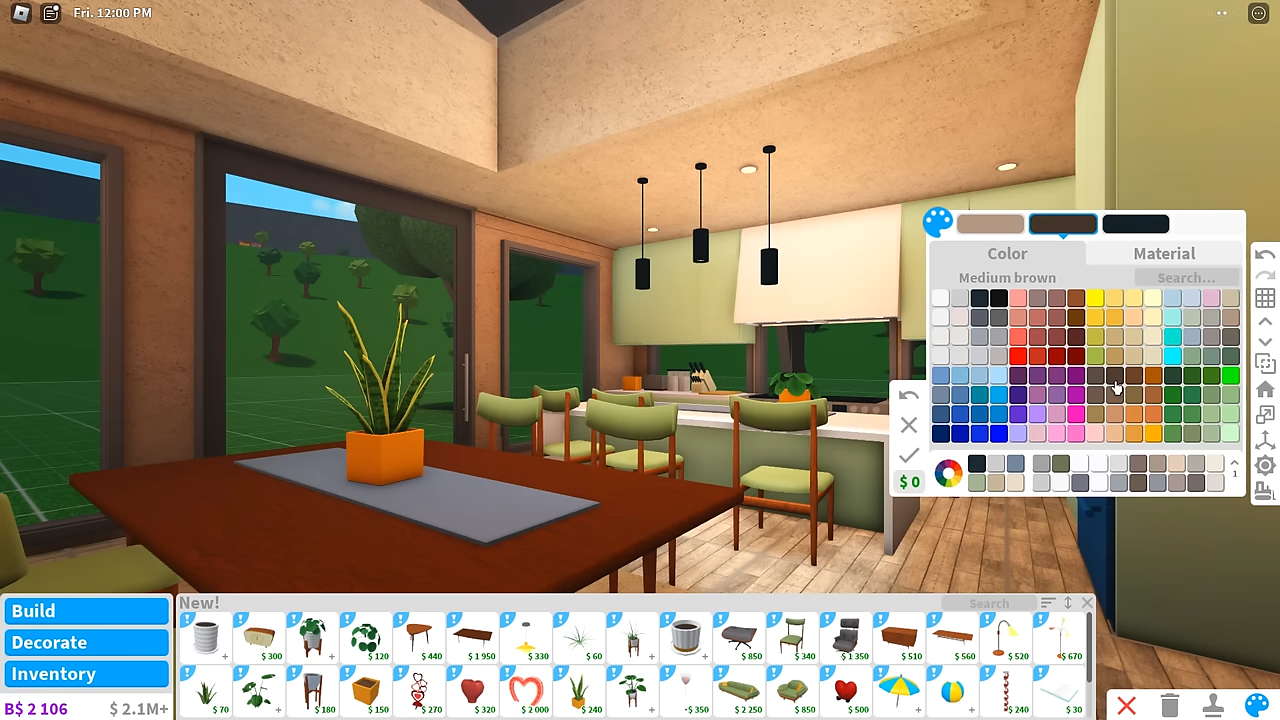 Fri. 12:00 PM
Color
Material
Medium brown
Search...
1
$ 0
Build
Decorate
Inventory
B$ 2 106
$ 2.1M+
New!
Search
+
$ 300
+
$ 120
$ 440
$ 1 950
$ 330
$ 60
+
+
$ 850
$ 340
$ 1 350
$ 510
$ 560
$ 520
$ 670
$ 70
+
$ 180
$ 150
$ 270
$ 320
$ 2 000
$ 240
+
$ 350
$ 2 250
$ 850
$ 500
+
+
$ 240
$ 30